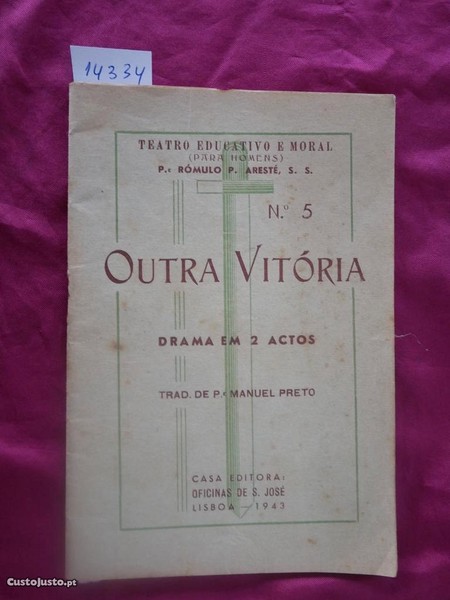 14334
TEATRO EDUCATIVO E MORAL
(PARA HOMENS)
P.e RÓMULO P. ARESTÉ, S. S.
N.º 5
OUTRA VITÓRIA
DRAMA EM 2 ACTOS
TRAD. DE P.e MANUEL PRETO
CASA EDITORA:
OFICINAS DE S. JOSÉ
LISBOA - 1943
©CustoJusto.pt